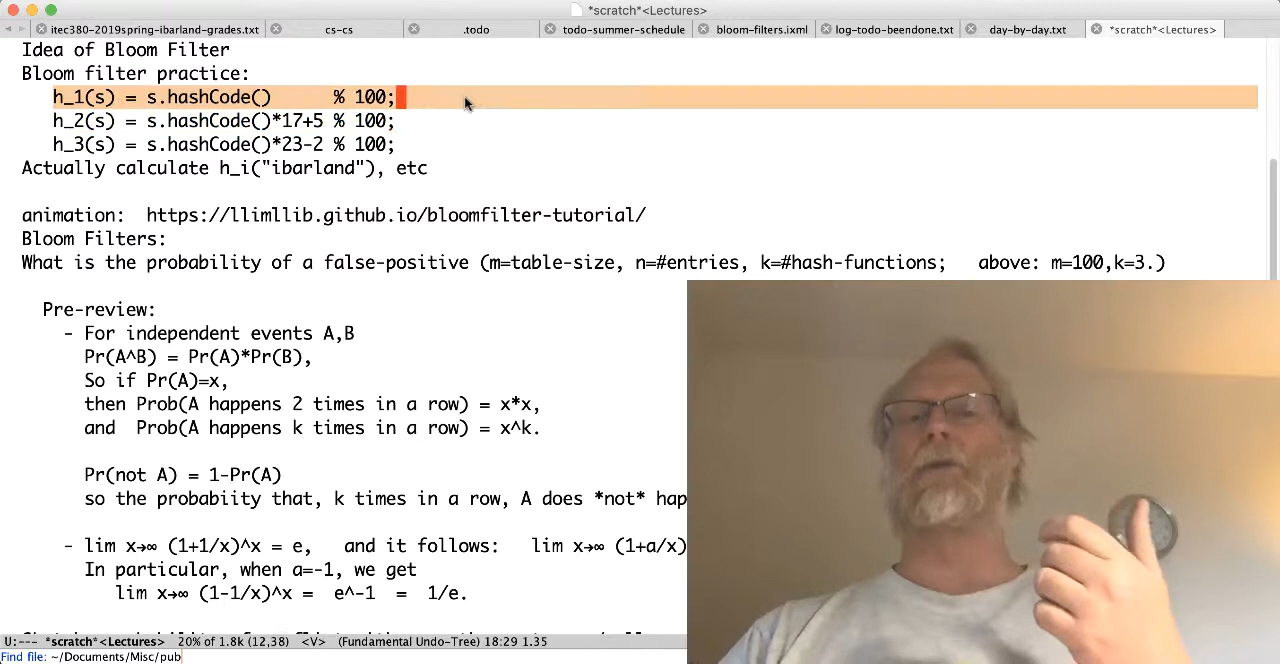 *scratch*<Lectures>
itec380-2019spring-ibarland-grades.txt cs-cs .todo todo-summer-schedule bloom-filters.ixml log-todo-beendone.txt day-by-day.txt *scratch*<Lectures>
Idea of Bloom Filter
Bloom filter practice:
h_1(s) = s.hashCode()      % 100;
h_2(s) = s.hashCode()*17+5 % 100;
h_3(s) = s.hashCode()*23-2 % 100;
Actually calculate h_i("ibarland"), etc
animation:  https://llimllib.github.io/bloomfilter-tutorial/
Bloom Filters:
What is the probability of a false-positive (m=table-size, n=#entries, k=#hash-functions;   above: m=100,k=3.)
Pre-review:
- For independent events A,B
Pr(A^B) = Pr(A)*Pr(B),
So if Pr(A)=x,
then Prob(A happens 2 times in a row) = x*x,
and  Prob(A happens k times in a row) = x^k.
Pr(not A) = 1-Pr(A)
so the probabiity that, k times in a row, A does *not* hap
- lim x→∞ (1+1/x)^x = e,   and it follows:   lim x→∞ (1+a/x)
In particular, when a=-1, we get
lim x→∞ (1-1/x)^x =  e^-1  =  1/e.
U:--- *scratch*<Lectures> 20% of 1.8k (12,38) <V> (Fundamental Undo-Tree) 18:29 1.35
Find file: ~/Documents/Misc/pub